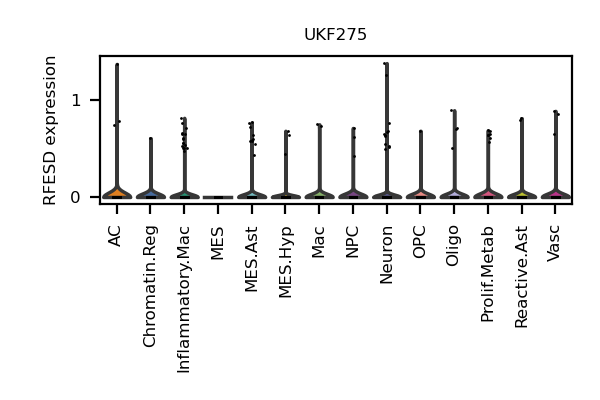 UKF275
RFESD expression
1
0
AC
Chromatin.Reg
Inflammatory.Mac
MES
MES.Ast
MES.Hyp
Mac
NPC
Neuron
OPC
Oligo
Prolif.Metab
Reactive.Ast
Vasc